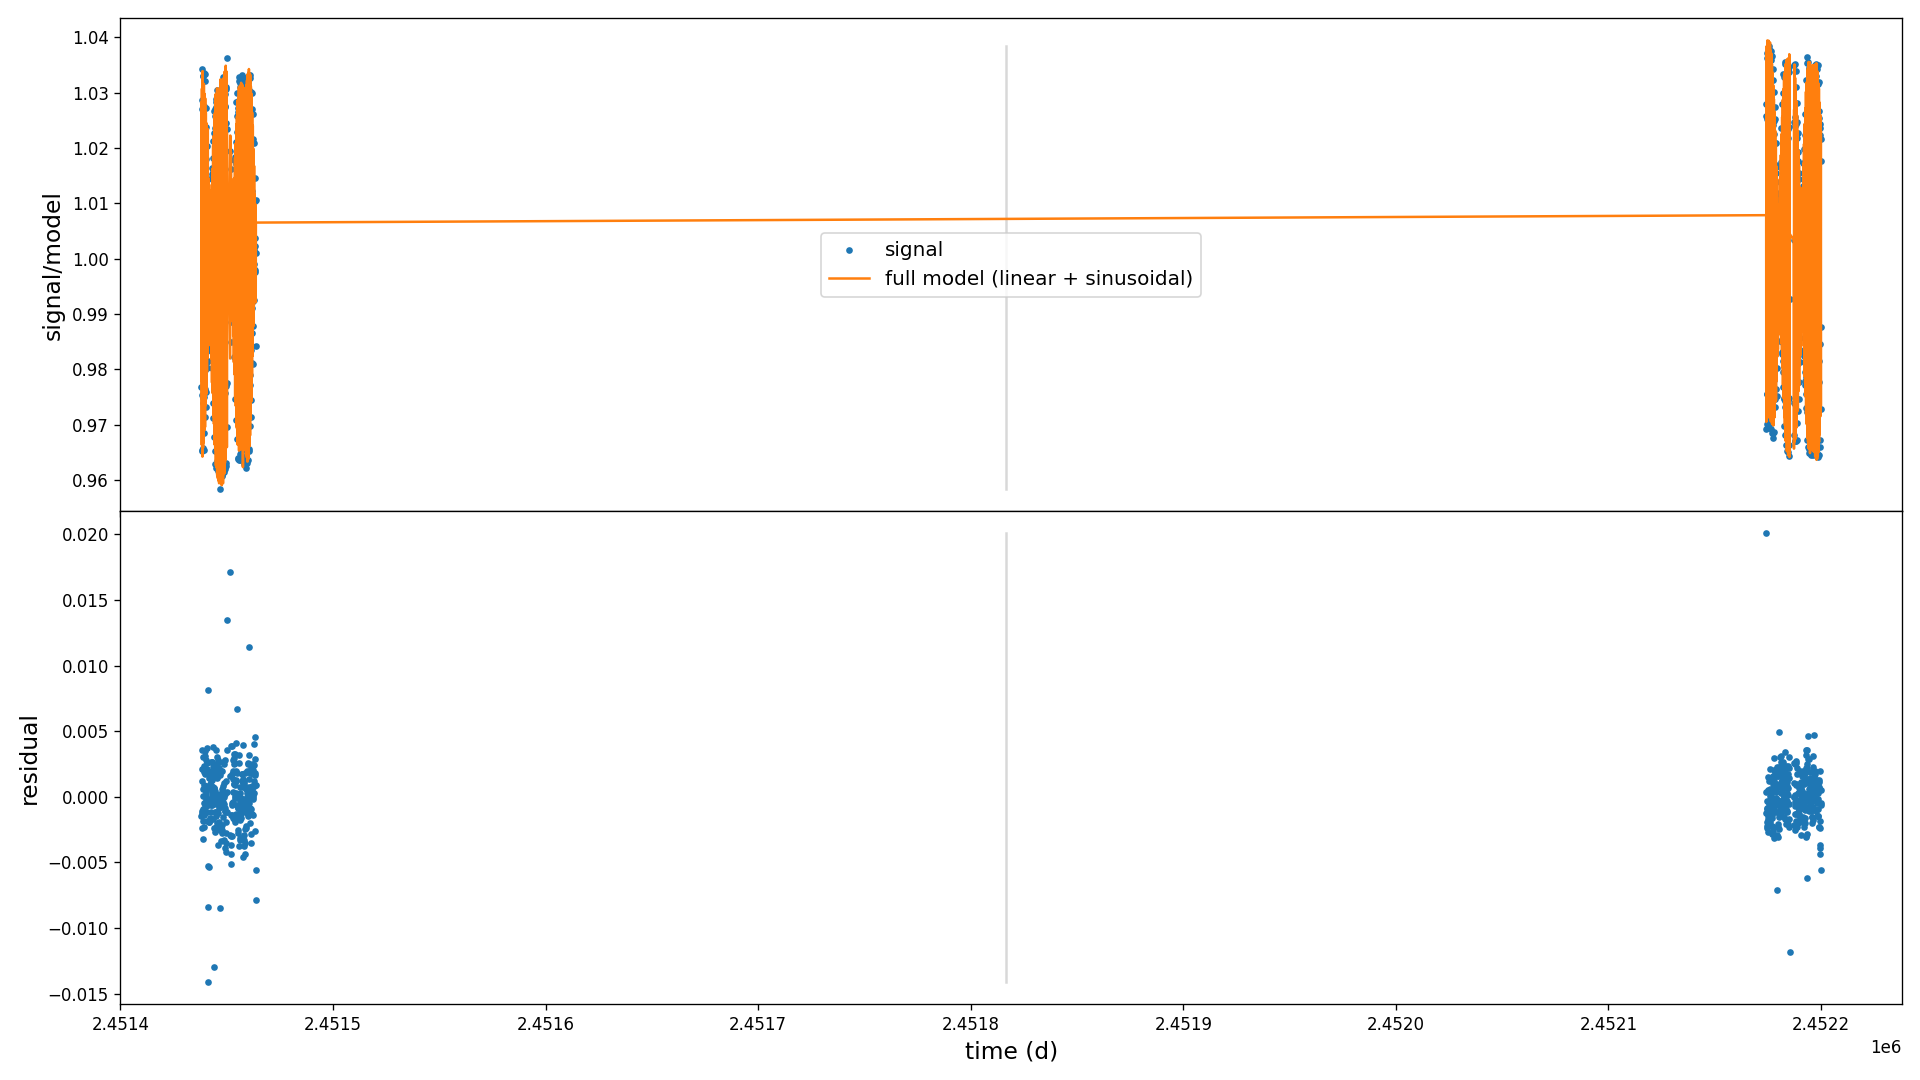 1.04
1.03
1.02
1.01
1.00
0.99
0.98
0.97
0.96
signal/model
signal
full model (linear + sinusoidal)
0.020
0.015
0.010
0.005
0.000
−0.005
−0.010
−0.015
residual
2.4514 2.4515 2.4516 2.4517 2.4518 2.4519 2.4520 2.4521 2.4522
1e6
time (d)